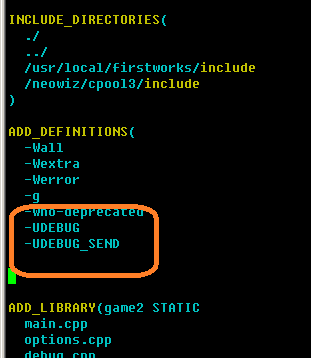 INCLUDE_DIRECTORIES(
./
../
/usr/local/firstworks/include
/neowiz/cpool3/include
)
ADD_DEFINITIONS(
-Wall
-Wextra
-Werror
-g
-Wno-deprecated
-UDEBUG
-UDEBUG_SEND
ADD_LIBRARY(game2 STATIC
main.cpp
options.cpp
debug.cpp